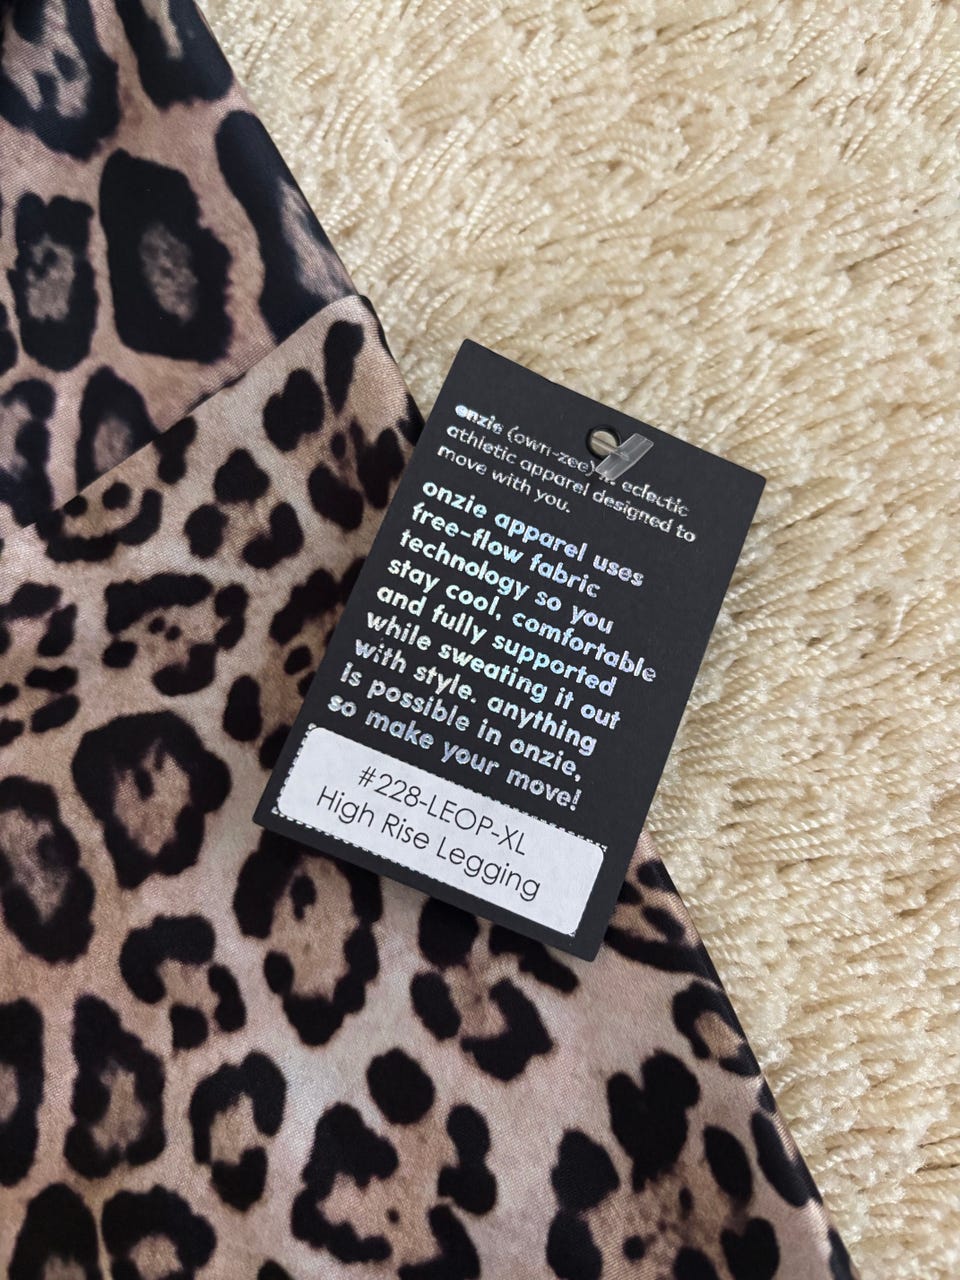 onzie (own-zee) n. eclectic
athletic apparel designed to
move with you.
onzie apparel uses
free-flow fabric
technology so you
stay cool, comfortable
and fully supported
while sweating it out
with style. anything
is possible in onzie,
so make your move!
#228-LEOP-XL
High Rise Legging